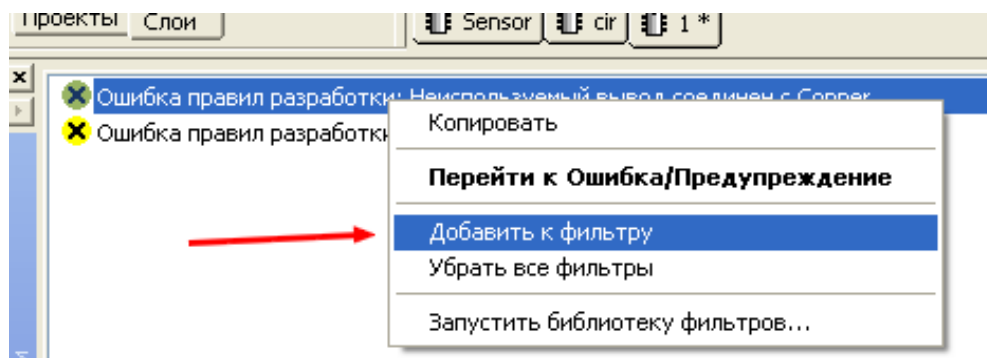 Проекты Слои Sensor cir 1 *
Ошибка правил разработки: Неиспользуемый вывод соединен с Copper
Ошибка правил разработки
Копировать
Перейти к Ошибка/Предупреждение
Добавить к фильтру
Убрать все фильтры
Запустить библиотеку фильтров...